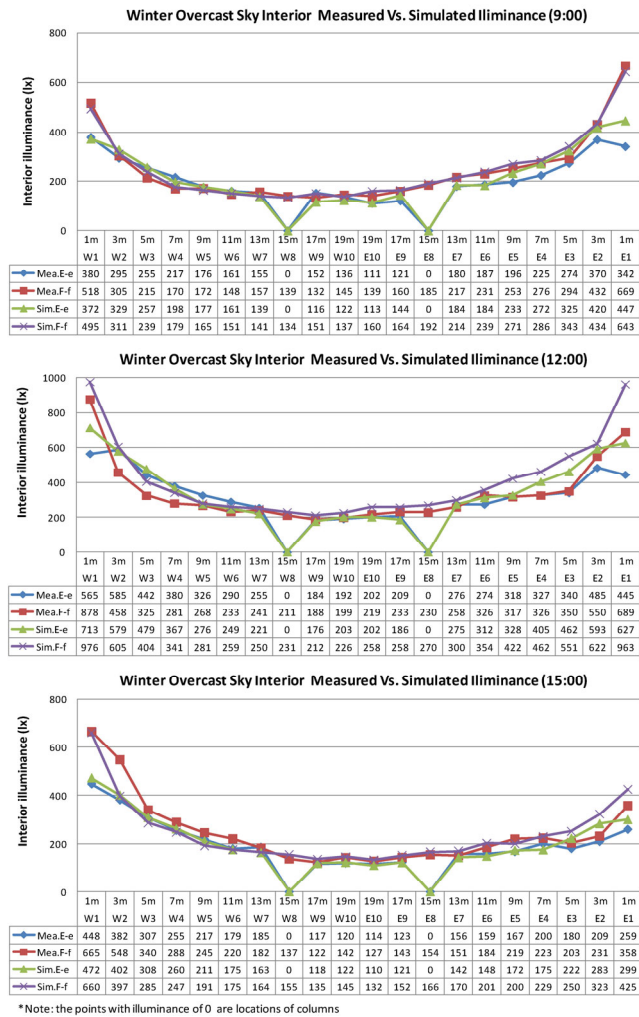 Winter Overcast Sky Interior Measured Vs. Simulated Iliminance (9:00)
Interior illuminance (lx)
800
600
400
200
0
1m 3m 5m 7m 9m 11m 13m 15m 17m 19m 19m 17m 15m 13m 11m 9m 7m 5m 3m 1m
W1 W2 W3 W4 W5 W6 W7 W8 W9 W10 E10 E9 E8 E7 E6 E5 E4 E3 E2 E1
Mea.E-e 380 295 255 217 176 161 155 0 152 136 111 121 0 180 187 196 225 274 370 342
Mea.F-f 518 305 215 170 172 148 157 139 132 145 139 160 185 217 231 253 276 294 432 669
Sim.E-e 372 329 257 198 177 161 139 0 116 122 113 144 0 184 184 233 272 325 420 447
Sim.F-f 495 311 239 179 165 151 141 134 151 137 160 164 192 214 239 271 286 343 434 643
Winter Overcast Sky Interior Measured Vs. Simulated Iliminance (12:00)
Interior illuminance (lx)
1000
800
600
400
200
0
1m 3m 5m 7m 9m 11m 13m 15m 17m 19m 19m 17m 15m 13m 11m 9m 7m 5m 3m 1m
W1 W2 W3 W4 W5 W6 W7 W8 W9 W10 E10 E9 E8 E7 E6 E5 E4 E3 E2 E1
Mea.E-e 565 585 442 380 326 290 255 0 184 192 202 209 0 276 274 318 327 340 485 445
Mea.F-f 878 458 325 281 268 233 241 211 188 199 219 233 230 258 326 317 326 350 550 689
Sim.E-e 713 579 479 367 276 249 221 0 176 203 202 186 0 275 312 328 405 462 593 627
Sim.F-f 976 605 404 341 281 259 250 231 212 226 258 258 270 300 354 422 462 551 622 963
Winter Overcast Sky Interior Measured Vs. Simulated Iliminance (15:00)
Interior illuminance (lx)
800
600
400
200
0
1m 3m 5m 7m 9m 11m 13m 15m 17m 19m 19m 17m 15m 13m 11m 9m 7m 5m 3m 1m
W1 W2 W3 W4 W5 W6 W7 W8 W9 W10 E10 E9 E8 E7 E6 E5 E4 E3 E2 E1
Mea.E-e 448 382 307 255 217 179 185 0 117 120 114 123 0 156 159 167 200 180 209 259
Mea.F-f 665 548 340 288 245 220 182 137 122 142 127 143 154 151 184 219 223 203 231 358
Sim.E-e 472 402 308 260 211 175 163 0 118 122 110 121 0 142 148 172 175 222 283 299
Sim.F-f 660 397 285 247 191 175 164 155 135 145 132 152 166 170 201 200 229 250 323 425
*Note: the points with illuminance of 0 are locations of columns